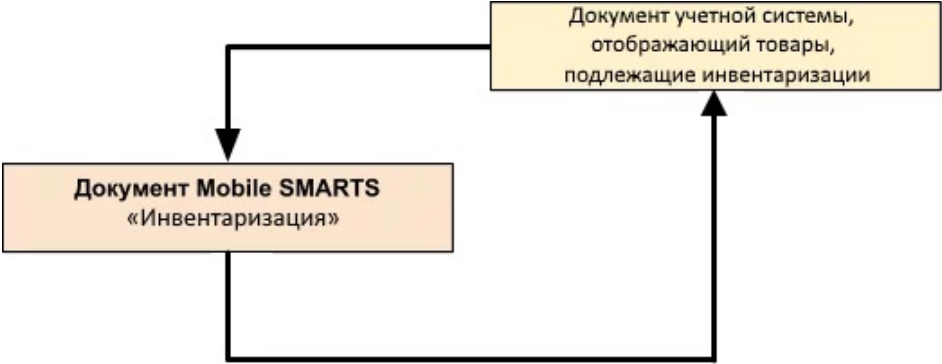 Документ учетной системы,
отображающий товары,
подлежащие инвентаризации
Документ Mobile SMARTS
«Инвентаризация»